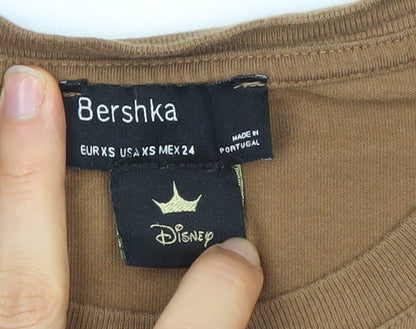 Bershka
EUR XS USA XS MEX 24
MADE IN
PORTUGAL
Disney